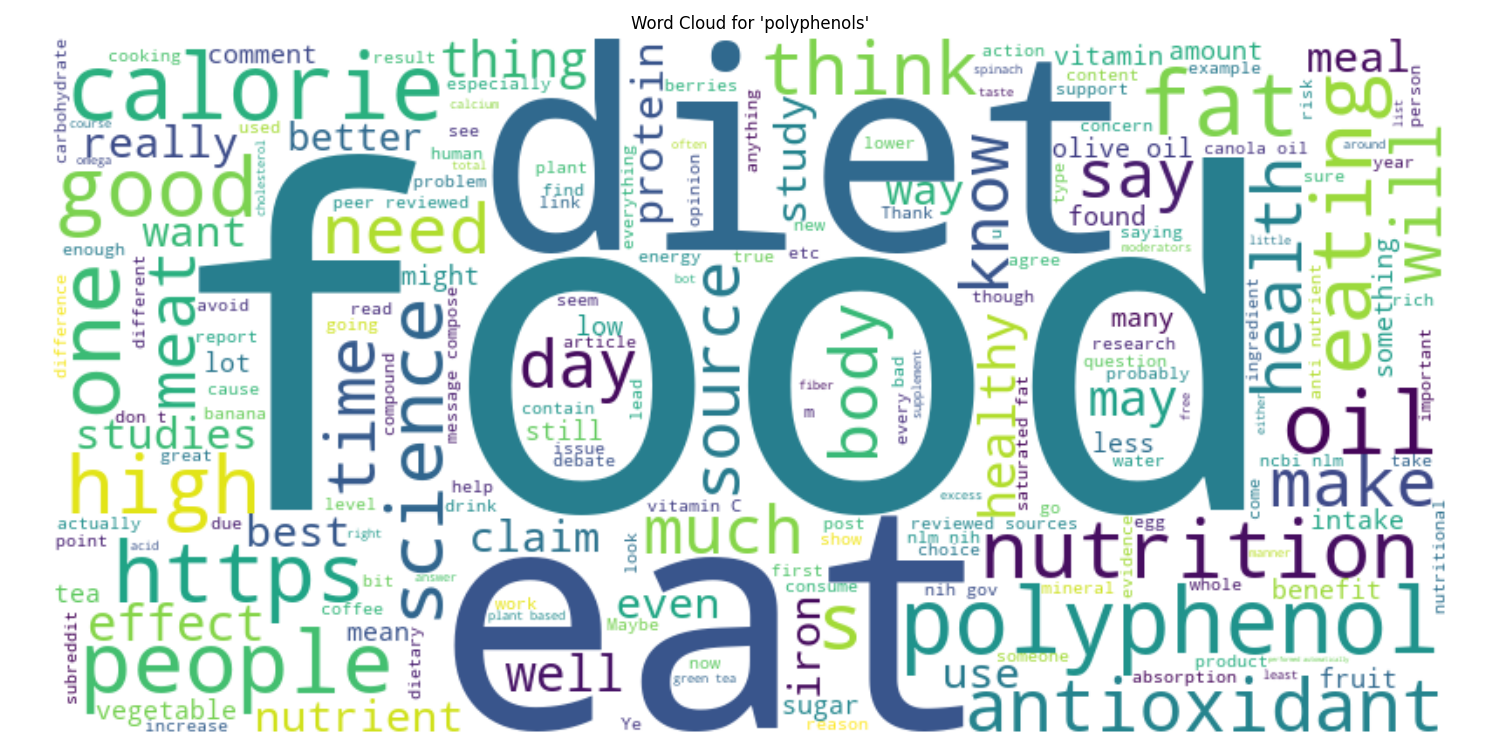 Word Cloud for 'polyphenols'
carbohydrate
cooking
comment
result
thing
diet
protein
think
action
vitamin
amount
meal
calorie
especially
calcium
berries
spinach
taste
content
example
support
fat
risk
eating
list
person
course
omega
really
used
better
see
human
total
often
anything
study
lower
concern
olive oil
canola oil
around
year
will
good
cholesterol
problem
plant
find
link
everything
opinion
way
Thank
know
u
type
say
found
health
sure
peer reviewed
need
want
new
saying
moderators
little
enough
one
different
meat
might
energy
true
etc
agree
bot
food
difference
avoid
read
going
report
lot
cause
time
compound
science
message compose
seem
low
article
day
contain
lead
still
issue
debate
source
fiber
m
body
every
bad
supplement
though
healthy
saturated fat
many
research
question
probably
may
free
less
water
ingredient
either
anti nutrient
something
rich
important
don t
banana
studies
great
high
level
help
drink
vitamin C
excess
go
come
oil
ncbi nlm
take
make
actually
point
due
best
right
acid
https
bit
answer
claim
look
much
post
show
reviewed sources
nlm nih
choice
egg
evidence
nutrition
manner
intake
nutritional
first
consume
nih gov
mineral
whole
benefit
tea
effect
coffee
mean
dietary
work
plant based
eat
even
Maybe
iron
s
polyphenol
people
subreddit
well
now
green tea
use
someone
product
performed automatically
absorption
least
fruit
vegetable
increase
nutrient
Ye
sugar
reason
antioxidant